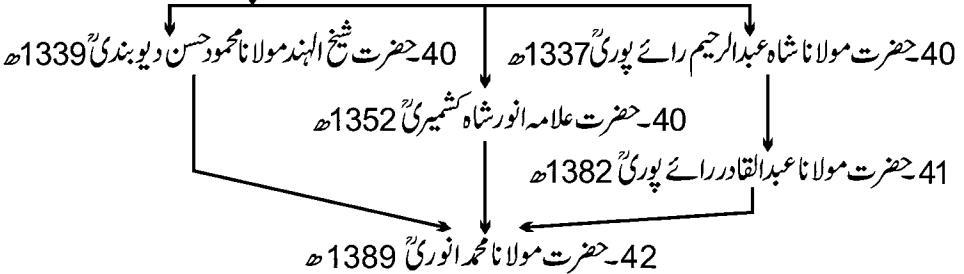 40۔حضرت مولانا شاہ عبدالرحیم رائے پوریؒ 1337ھ
40۔حضرت شیخ الہند مولانا محمود حسن دیوبندیؒ 1339ھ
40۔حضرت علامہ انور شاہ کشمیریؒ 1352ھ
41۔حضرت مولانا عبدالقادر رائے پوریؒ 1382ھ
42۔حضرت مولانا محمد انوریؒ 1389ھ